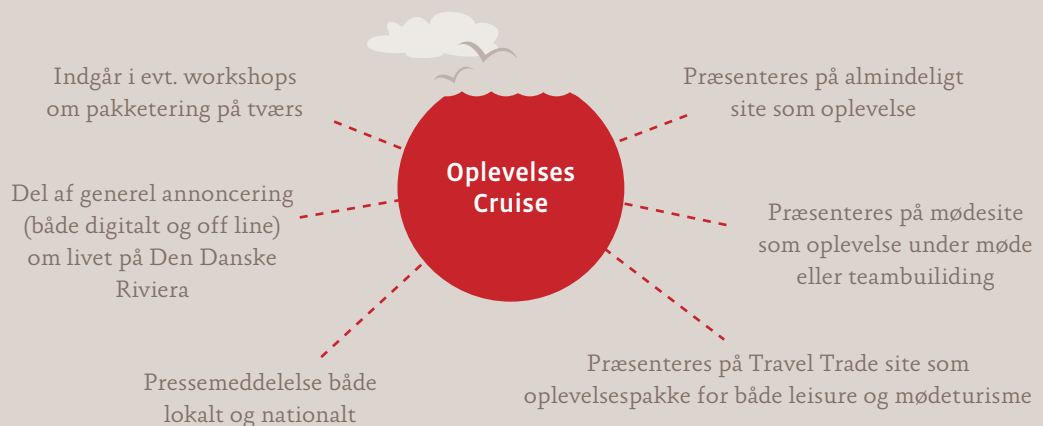 Indgår i evt. workshops
om pakketering på tværs
Del af generel annoncering
(både digitalt og off line)
om livet på Den Danske
Riviera
Pressemeddelelse både
lokalt og nationalt
Oplevelses
Cruise
Præsenteres på almindeligt
site som oplevelse
Præsenteres på mødesite
som oplevelse under møde
eller teambuiliding
Præsenteres på Travel Trade site som
oplevelsespakke for både leisure og mødeturisme